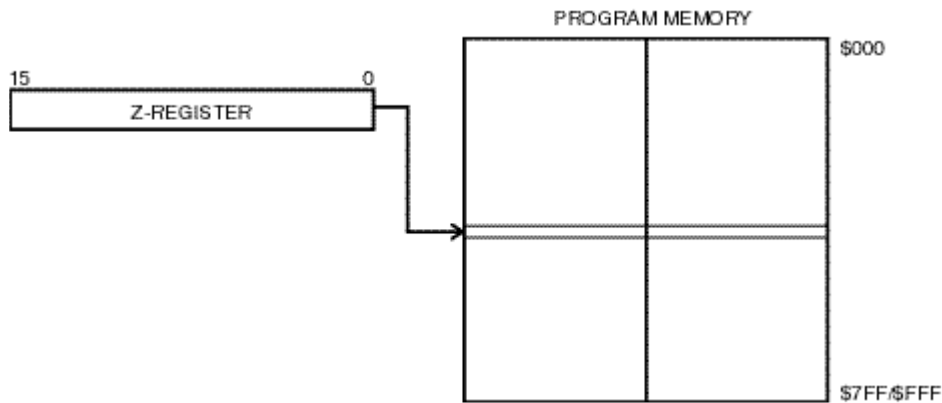 PROGRAM MEMORY
$000
15 0
Z-REGISTER
$7FF/$FFF